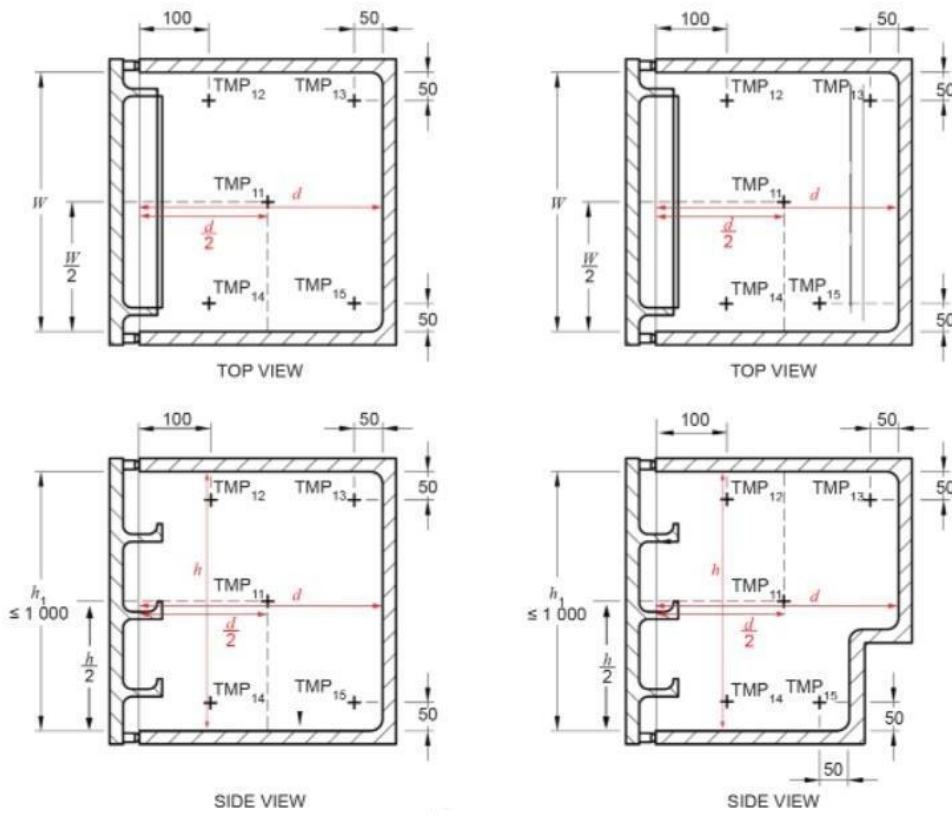 100
50
100
50
TMP12
TMP13
50
TMP12
TMP13
50
W
TMP11
d
W
TMP11
d
d/2
d/2
W/2
W/2
TMP14
TMP15
50
TMP14
TMP15
50
TOP VIEW
TOP VIEW
100
50
100
50
TMP12
TMP13
50
TMP12
TMP13
50
h
h
h1
≤ 1 000
TMP11
d
h1
≤ 1 000
TMP11
d
d/2
d/2
h/2
h/2
TMP14
TMP15
50
TMP14
TMP15
50
50
SIDE VIEW
SIDE VIEW